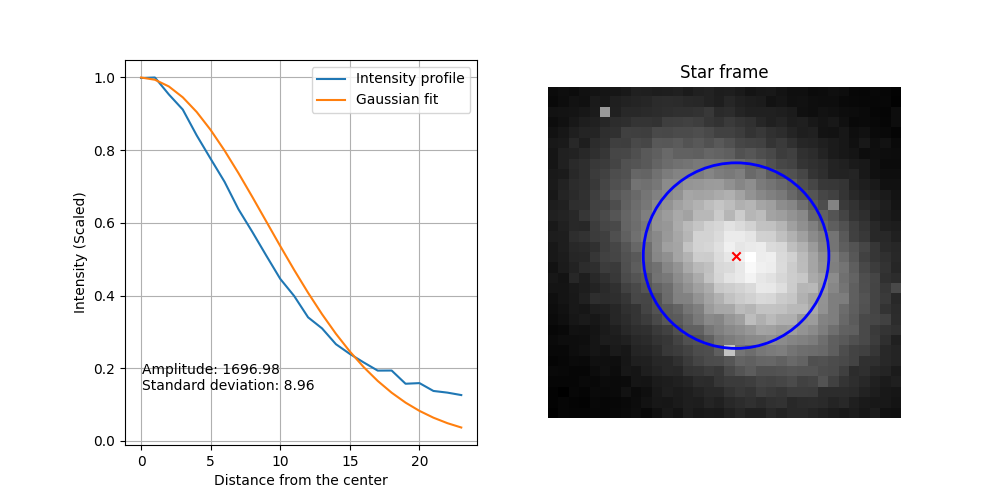 Intensity (Scaled)
1.0
0.8
0.6
0.4
0.2
0.0
Intensity profile
Gaussian fit
Amplitude: 1696.98
Standard deviation: 8.96
0 5 10 15 20
Distance from the center
Star frame